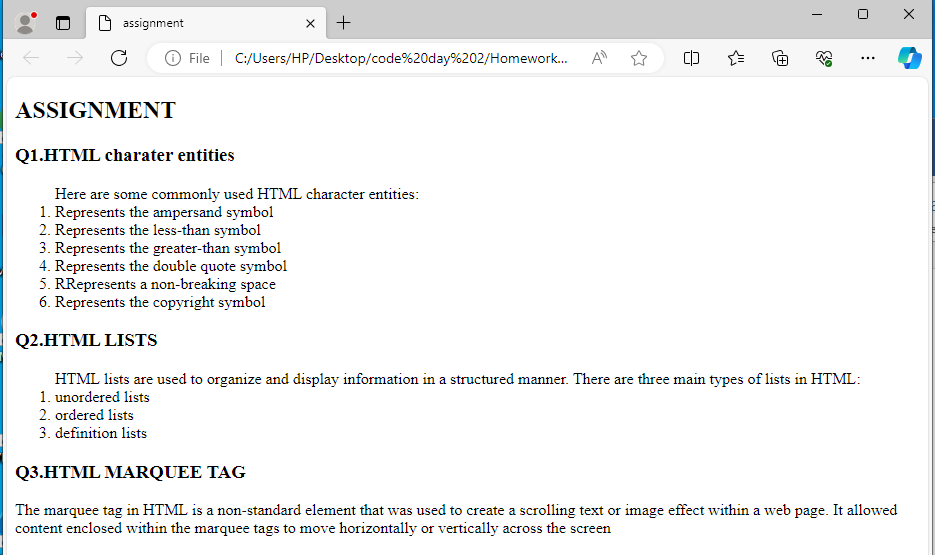 assignment
File
C:/Users/HP/Desktop/code%20day%202/Homework...
ASSIGNMENT
Q1.HTML charater entities
Here are some commonly used HTML character entities:
1. Represents the ampersand symbol
2. Represents the less-than symbol
3. Represents the greater-than symbol
4. Represents the double quote symbol
5. RRepresents a non-breaking space
6. Represents the copyright symbol
Q2.HTML LISTS
HTML lists are used to organize and display information in a structured manner. There are three main types of lists in HTML:
1. unordered lists
2. ordered lists
3. definition lists
Q3.HTML MARQUEE TAG
The marquee tag in HTML is a non-standard element that was used to create a scrolling text or image effect within a web page. It allowed
content enclosed within the marquee tags to move horizontally or vertically across the screen